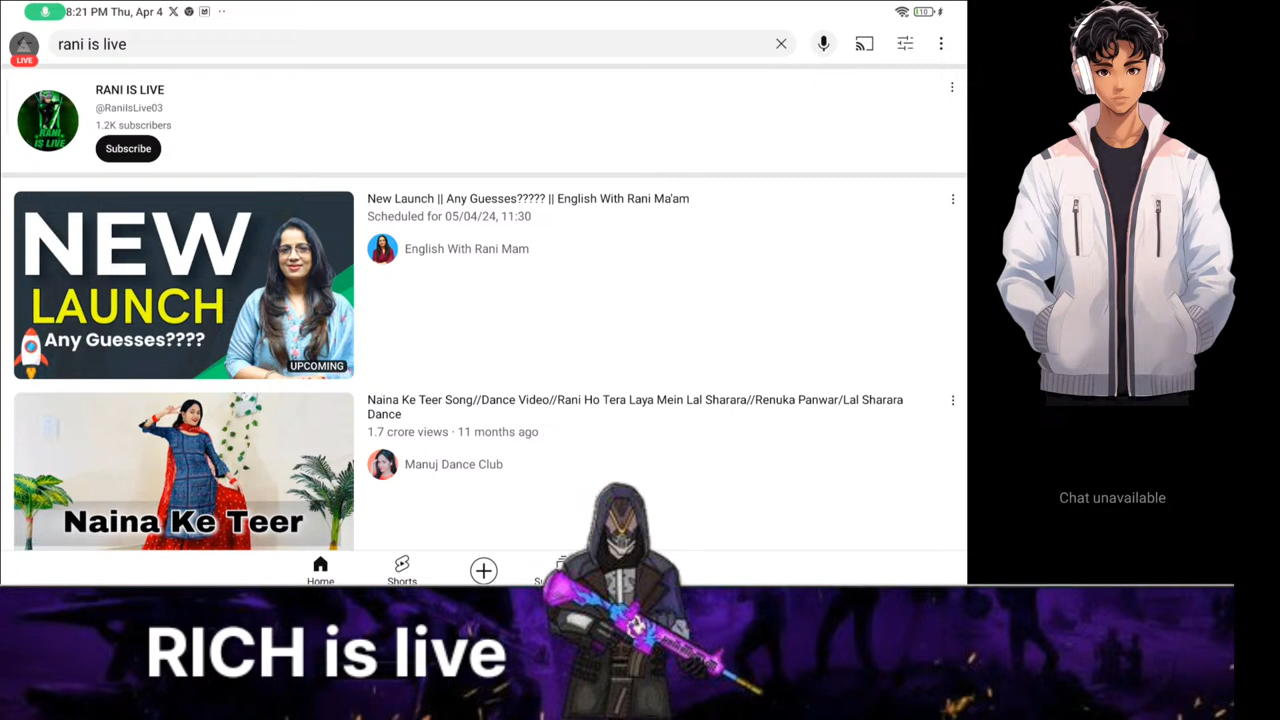 8:21 PM Thu, Apr 4
10
rani is live
LIVE
RANI IS LIVE
@RaniIsLive03
1.2K subscribers
Subscribe
RANI
IS LIVE
NEW
LAUNCH
Any Guesses????
UPCOMING
New Launch || Any Guesses????? || English With Rani Ma'am
Scheduled for 05/04/24, 11:30
English With Rani Mam
Naina Ke Teer
Naina Ke Teer Song//Dance Video//Rani Ho Tera Laya Mein Lal Sharara//Renuka Panwar/Lal Sharara
Dance
1.7 crore views · 11 months ago
Manuj Dance Club
Home
Shorts
Chat unavailable
RICH is live